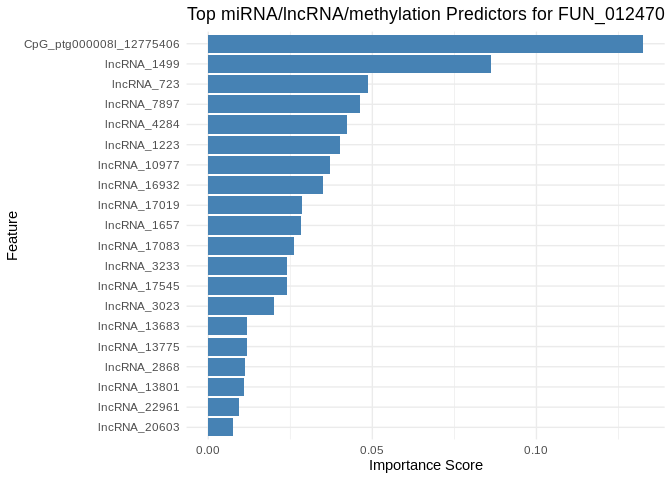 Top miRNA/lncRNA/methylation Predictors for FUN_012470
CpG_ptg000008l_12775406
lncRNA_1499
lncRNA_723
lncRNA_7897
lncRNA_4284
lncRNA_1223
lncRNA_10977
lncRNA_16932
lncRNA_17019
lncRNA_1657
lncRNA_17083
lncRNA_3233
lncRNA_17545
lncRNA_3023
lncRNA_13683
lncRNA_13775
lncRNA_2868
lncRNA_13801
lncRNA_22961
lncRNA_20603
Feature
0.00 0.05 0.10
Importance Score